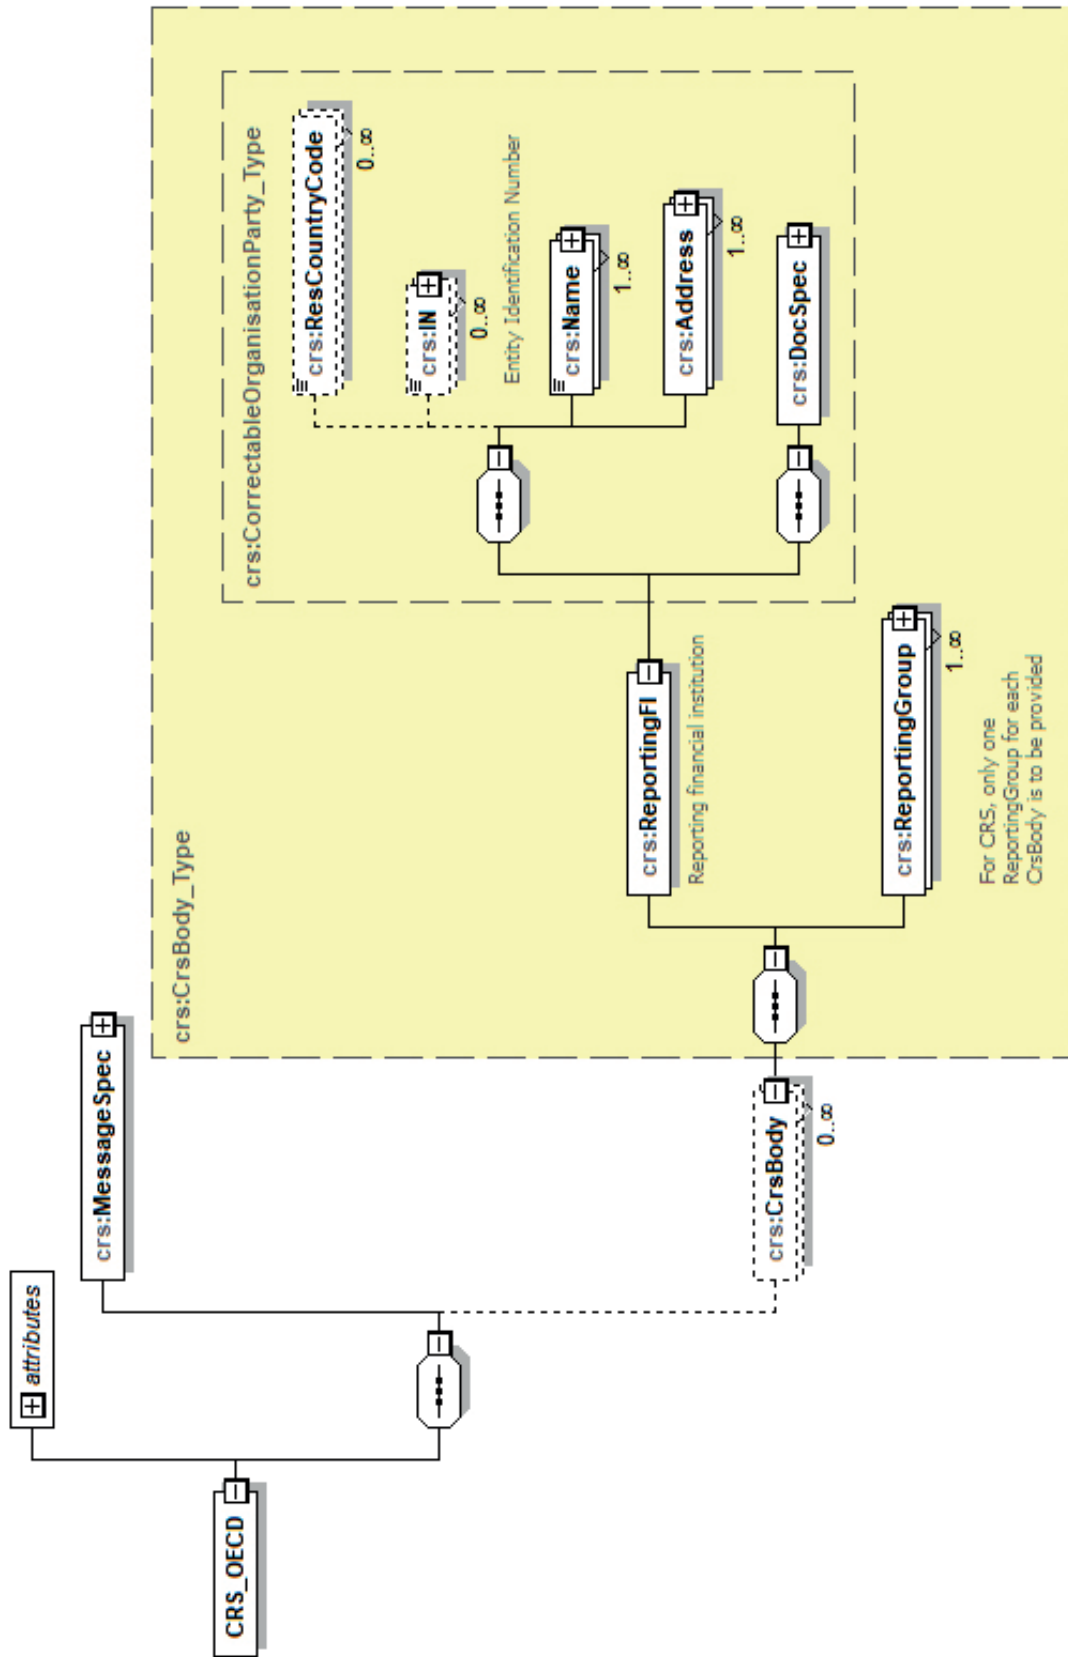 CRS_OECD
attributes
crs:MessageSpec
crs:CrsBody
0..∞
crs:CrsBody_Type
crs:ReportingFI
Reporting financial institution
crs:CorrectableOrganisationParty_Type
crs:ResCountryCode
0..∞
crs:IN
0..∞
Entity Identification Number
crs:Name
1..∞
crs:Address
1..∞
crs:DocSpec
crs:ReportingGroup
1..∞
For CRS, only one
ReportingGroup for each
CrsBody is to be provided